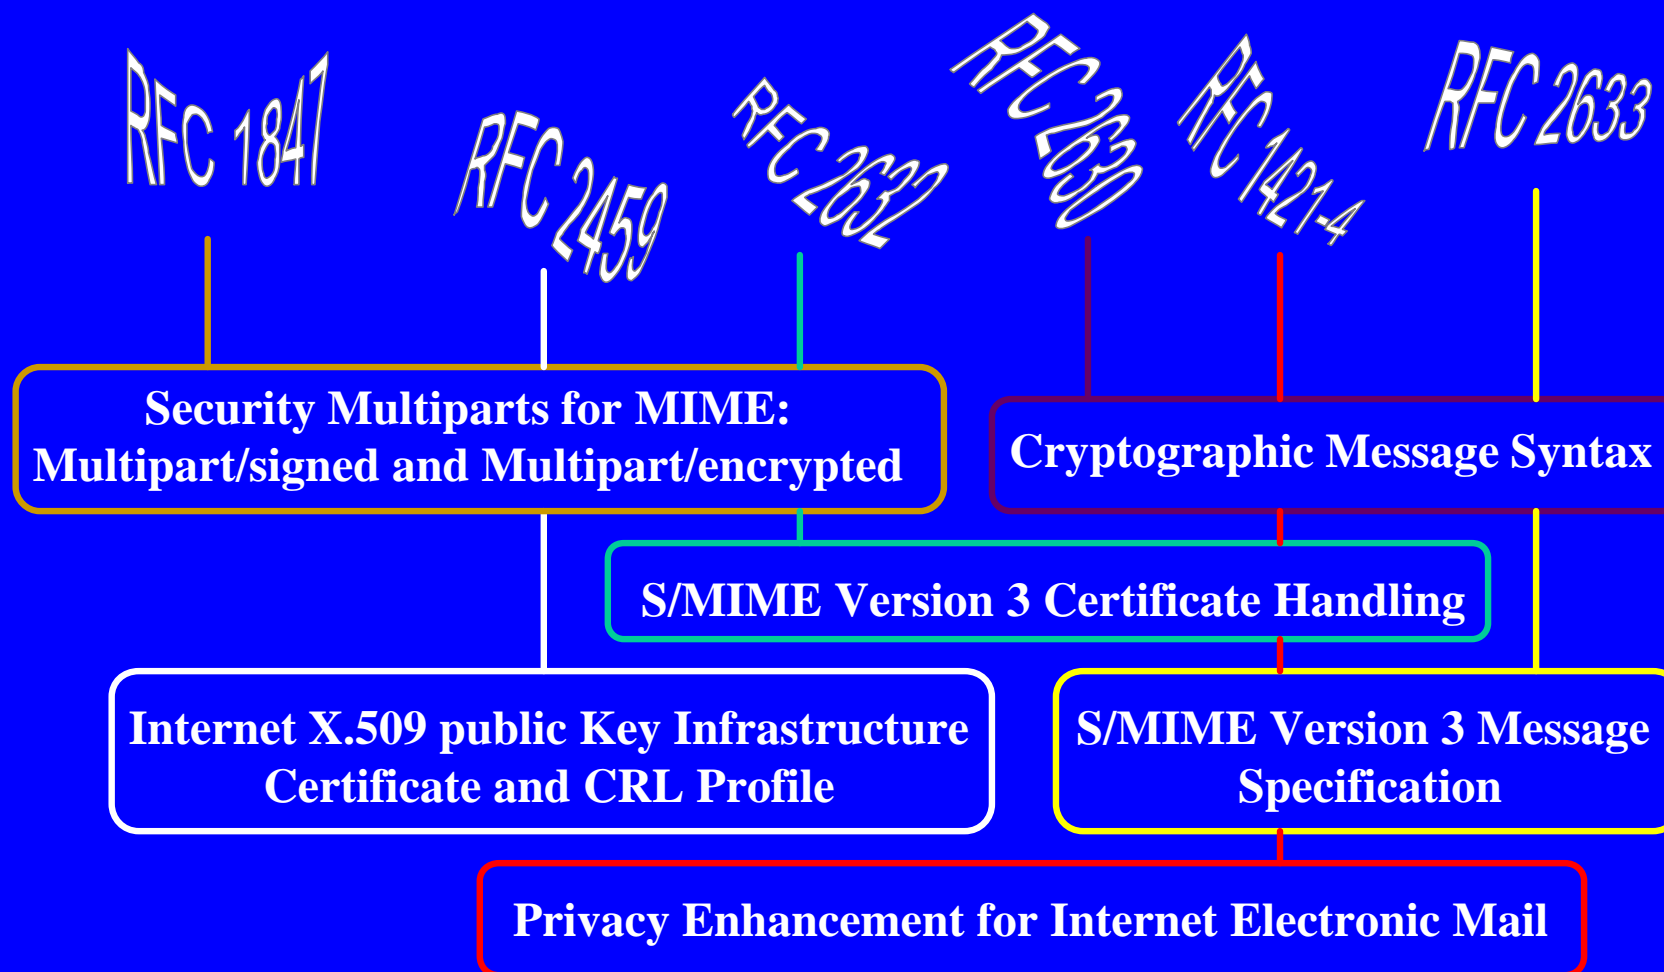 RFC 1847
RFC 2459
RFC 2632
RFC 2630
RFC 1421-4
RFC 2633
Security Multiparts for MIME:
Multipart/signed and Multipart/encrypted
Cryptographic Message Syntax
S/MIME Version 3 Certificate Handling
Internet X.509 public Key Infrastructure
Certificate and CRL Profile
S/MIME Version 3 Message
Specification
Privacy Enhancement for Internet Electronic Mail